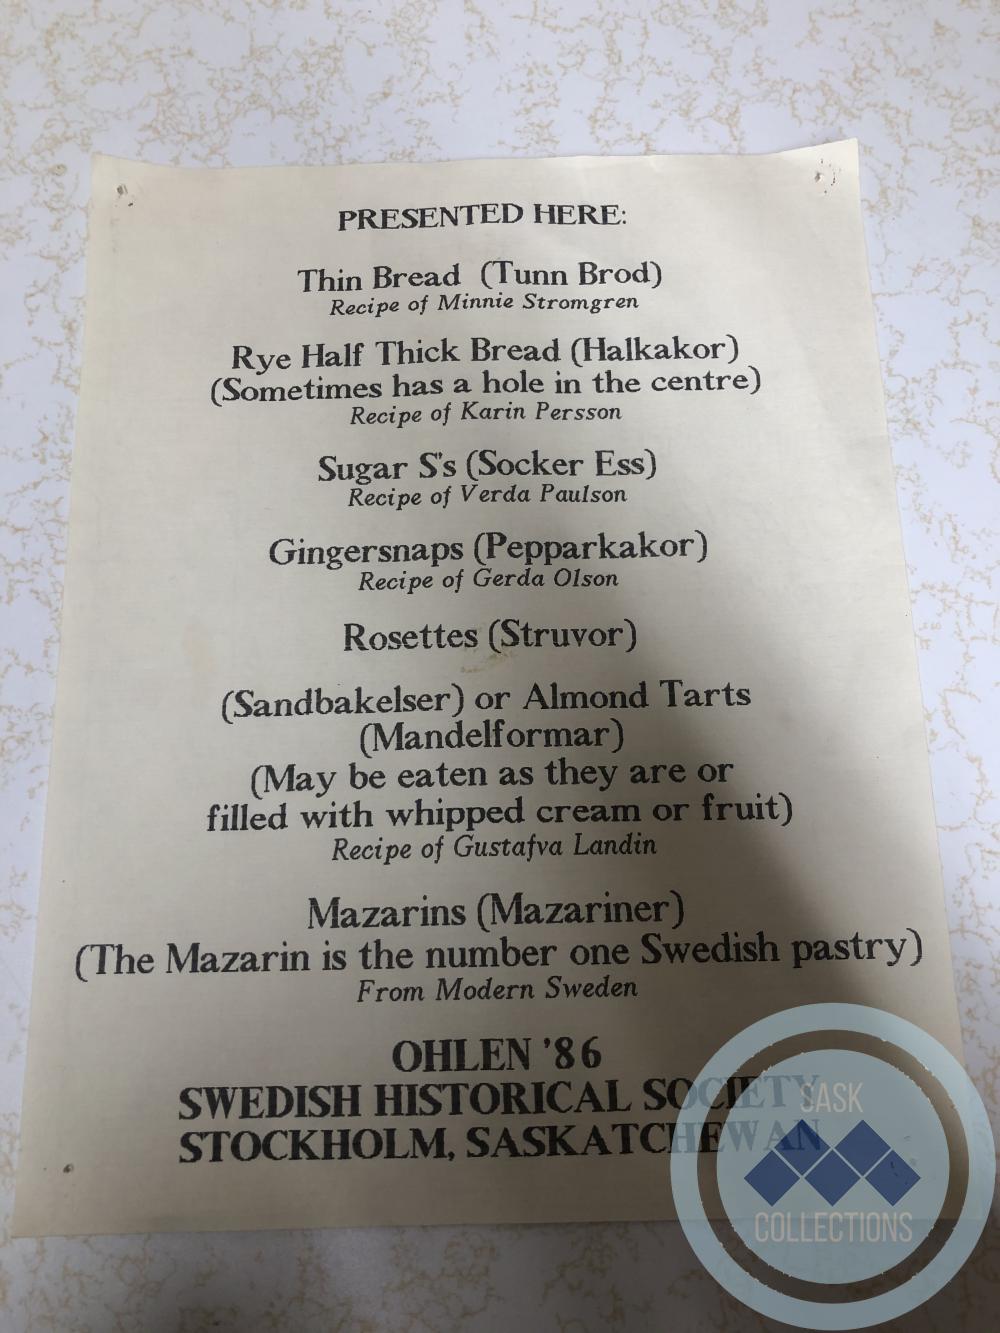 PRESENTED HERE:
Thin Bread (Tunn Brod)
Recipe of Minnie Stromgren
Rye Half Thick Bread (Halkakor)
(Sometimes has a hole in the centre)
Recipe of Karin Persson
Sugar S's (Socker Ess)
Recipe of Verda Paulson
Gingersnaps (Pepparkakor)
Recipe of Gerda Olson
Rosettes (Struvor)
(Sandbakelser) or Almond Tarts
(Mandelformar)
(May be eaten as they are or
filled with whipped cream or fruit)
Recipe of Gustafva Landin
Mazarins (Mazariner)
(The Mazarin is the number one Swedish pastry)
From Modern Sweden
OHLEN '86
SWEDISH HISTORICAL SOCIETY
STOCKHOLM, SASKATCHEWAN
SASK
COLLECTIONS